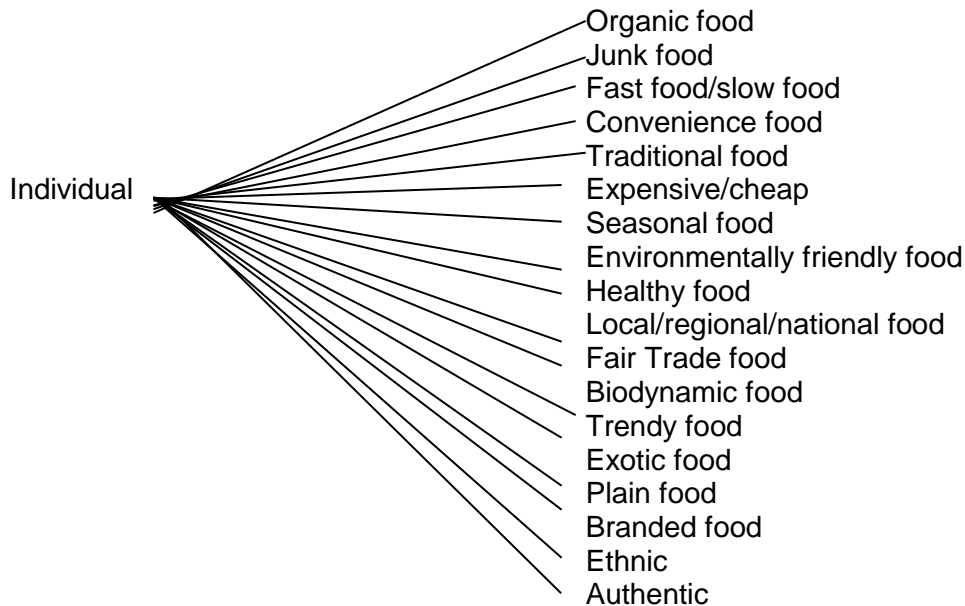 Organic food
Junk food
Fast food/slow food
Convenience food
Traditional food
Individual
Expensive/cheap
Seasonal food
Environmentally friendly food
Healthy food
Local/regional/national food
Fair Trade food
Biodynamic food
Trendy food
Exotic food
Plain food
Branded food
Ethnic
Authentic